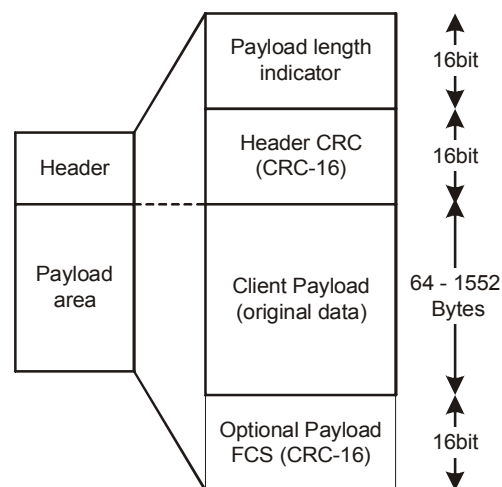 Payload length
indicator
16bit
Header
Header CRC
(CRC-16)
16bit
Payload
area
Client Payload
(original data)
64 - 1552
Bytes
Optional Payload
FCS (CRC-16)
16bit